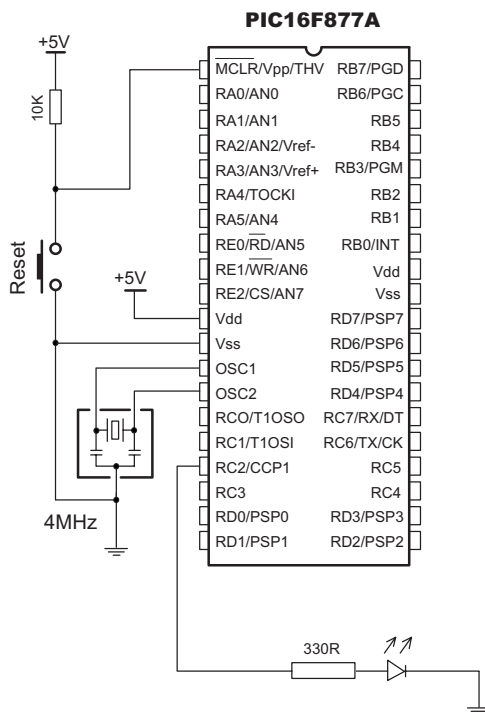 PIC16F877A
+5V
10K
Reset
+5V
4MHz
MCLR/Vpp/THV RB7/PGD
RA0/AN0 RB6/PGC
RA1/AN1 RB5
RA2/AN2/Vref- RB4
RA3/AN3/Vref+ RB3/PGM
RA4/TOCKI RB2
RA5/AN4 RB1
RE0/RD/AN5 RB0/INT
RE1/WR/AN6 Vdd
RE2/CS/AN7 Vss
Vdd RD7/PSP7
Vss RD6/PSP6
OSC1 RD5/PSP5
OSC2 RD4/PSP4
RCO/T1OSO RC7/RX/DT
RC1/T1OSI RC6/TX/CK
RC2/CCP1 RC5
RC3 RC4
RD0/PSP0 RD3/PSP3
RD1/PSP1 RD2/PSP2
330R